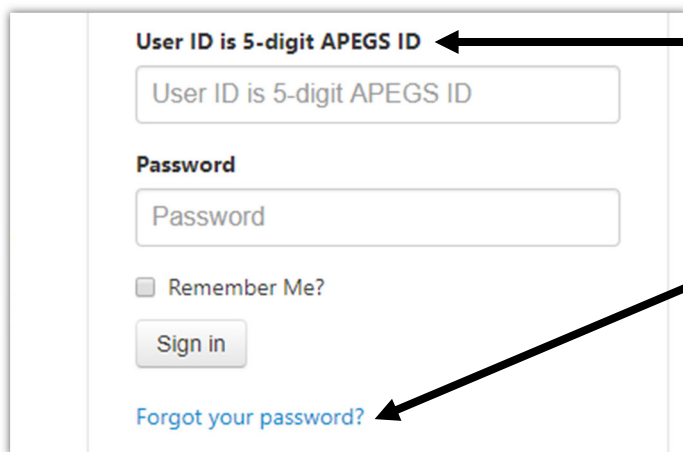 User ID is 5-digit APEGS ID
User ID is 5-digit APEGS ID
Password
Password
Remember Me?
Sign in
Forgot your password?